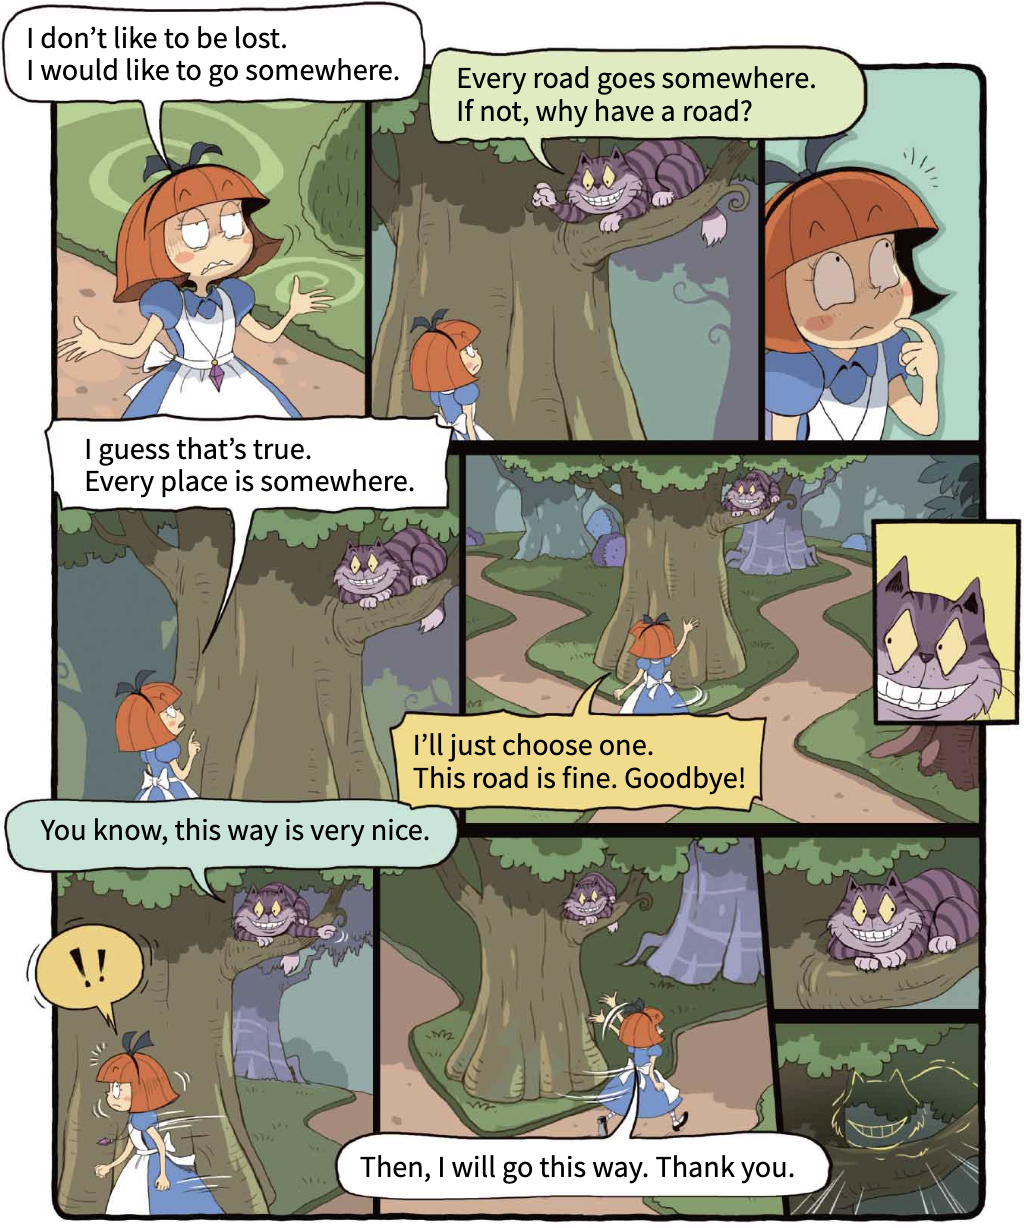 I don't like to be lost.
I would like to go somewhere.
Every road goes somewhere.
If not, why have a road?
I guess that's true.
Every place is somewhere.
I'll just choose one.
This road is fine. Goodbye!
You know, this way is very nice.
!!
Then, I will go this way. Thank you.